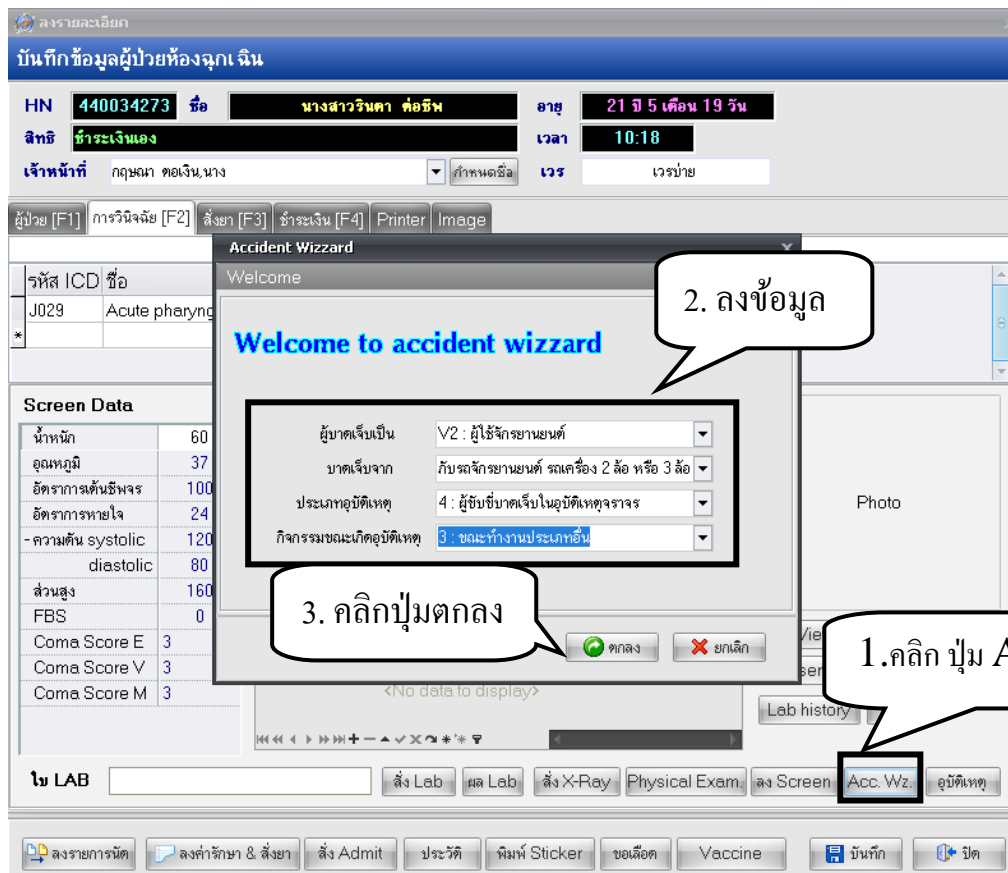 ลงรายละเอียด
บันทึกข้อมูลผู้ป่วยห้องฉุกเฉิน
HN 440034273 ชื่อ นางสาววรินดา ต่อชีพ อายุ 21 ปี 5 เดือน 19 วัน
สิทธิ ชำระเงินเอง เวลา 10:18
เจ้าหน้าที่ กฤษณา ทอเงิน,นาง กำหนดชื่อ เวร เวรบ่าย
ผู้ป่วย [F1] การวินิจฉัย [F2] สั่งยา [F3] ชำระเงิน [F4] Printer Image
Accident Wizzard
Welcome
รหัส ICD ชื่อ
2. ลงข้อมูล
J029 Acute pharyng
Welcome to accident wizzard
Screen Data
ผู้บาดเจ็บเป็น V2 : ผู้ใช้จักรยานยนต์
น้ำหนัก 60
บาดเจ็บจาก กับรถจักรยานยนต์ รถเครื่อง 2 ล้อ หรือ 3 ล้อ
อุณหภูมิ 37
ประเภทอุบัติเหตุ 4 : ผู้ขับขี่บาดเจ็บในอุบัติเหตุจราจร
อัตราการเต้นชีพจร 100
Photo
อัตราการหายใจ 24
กิจกรรมขณะเกิดอุบัติเหตุ 3 : ขณะทำงานประเภทอื่น
- ความดัน systolic 120
diastolic 80
ส่วนสูง 160
3. คลิกปุ่มตกลง
FBS 0
Coma Score E 3
ตกลง ยกเลิก
1.คลิก ปุ่ม A
Coma Score V 3
Coma Score M 3
<No data to display>
Lab history
ใบ LAB สั่ง Lab ผล Lab สั่ง X-Ray Physical Exam. ลง Screen Acc. Wz. อุบัติเหตุ
ลงรายการนัด ลงค่ารักษา & สั่งยา สั่ง Admit ประวัติ พิมพ์ Sticker ขอเลือด Vaccine บันทึก ปิด